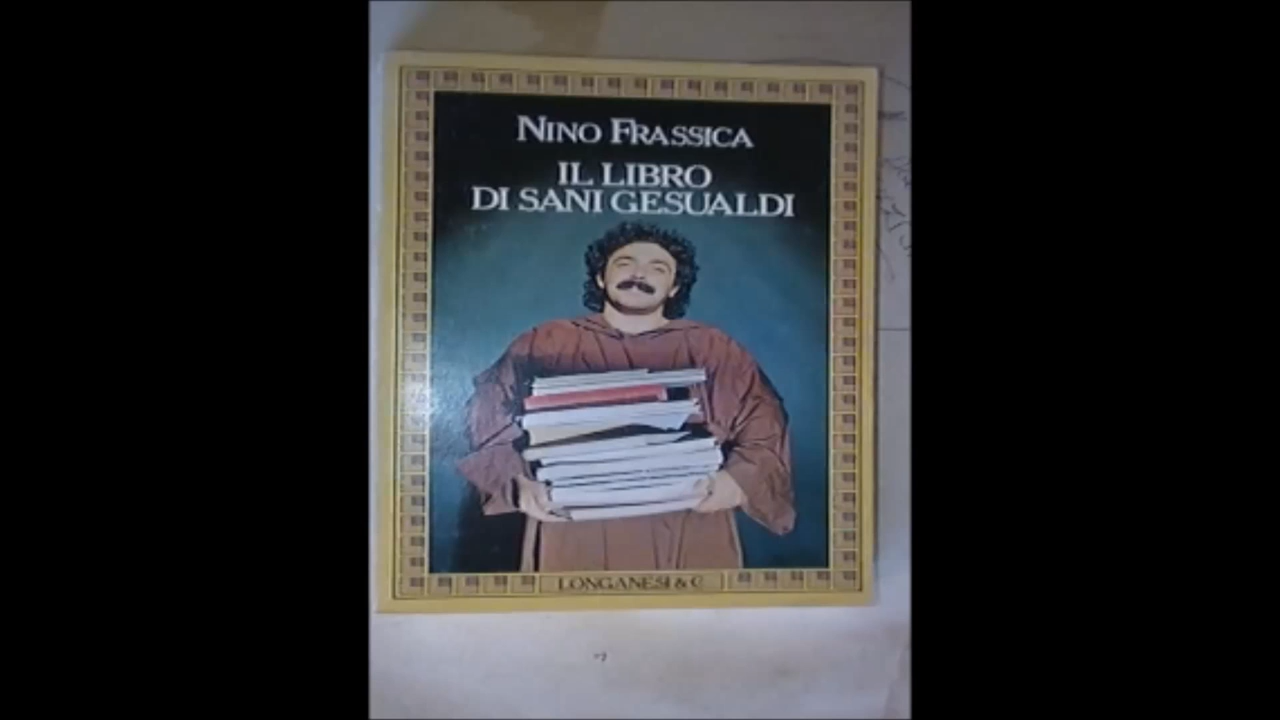 NINO FRASSICA
IL LIBRO
DI SANI GESUALDI
LONGANESI & C